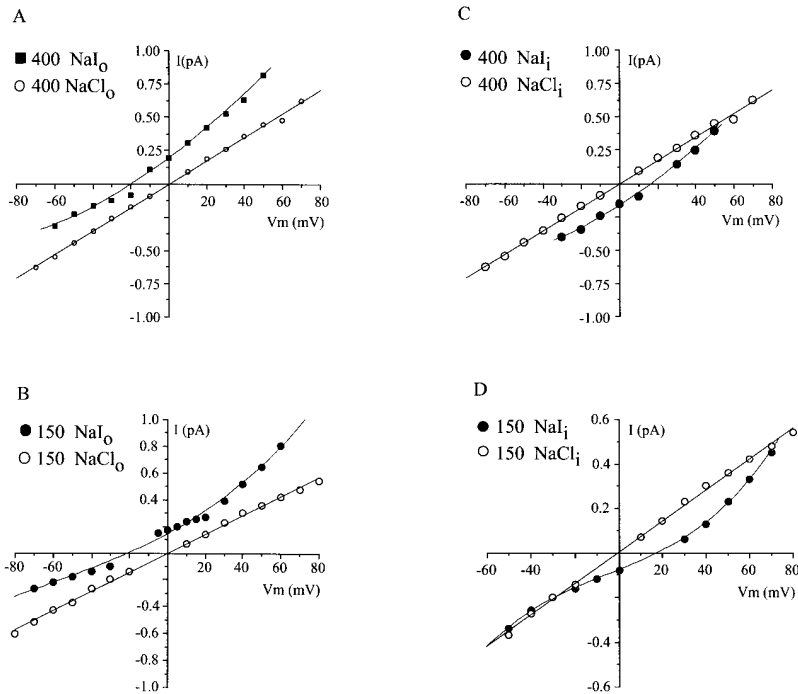 A
■ 400 NaIo
○ 400 NaClo
I(pA)
1.00
0.75
0.50
0.25
-80 -60 -40 -20 20 40 60 80
Vm (mV)
-0.25
-0.50
-0.75
-1.00
C
● 400 NaIi
○ 400 NaCli
I(pA)
1.00
0.75
0.50
0.25
-80 -60 -40 -20 20 40 60 80
Vm (mV)
-0.50
-0.75
-1.00
B
● 150 NaIo
○ 150 NaClo
I (pA)
1.0
0.8
0.6
0.4
-80 -60 -40 -20 20 40 60 80
Vm (mV)
-0.4
-0.6
-0.8
-1.0
D
● 150 NaIi
○ 150 NaCli
I (pA)
0.6
0.4
0.2
-60 -40 -20 20 40 60 80
Vm (mV)
-0.2
-0.4
-0.6